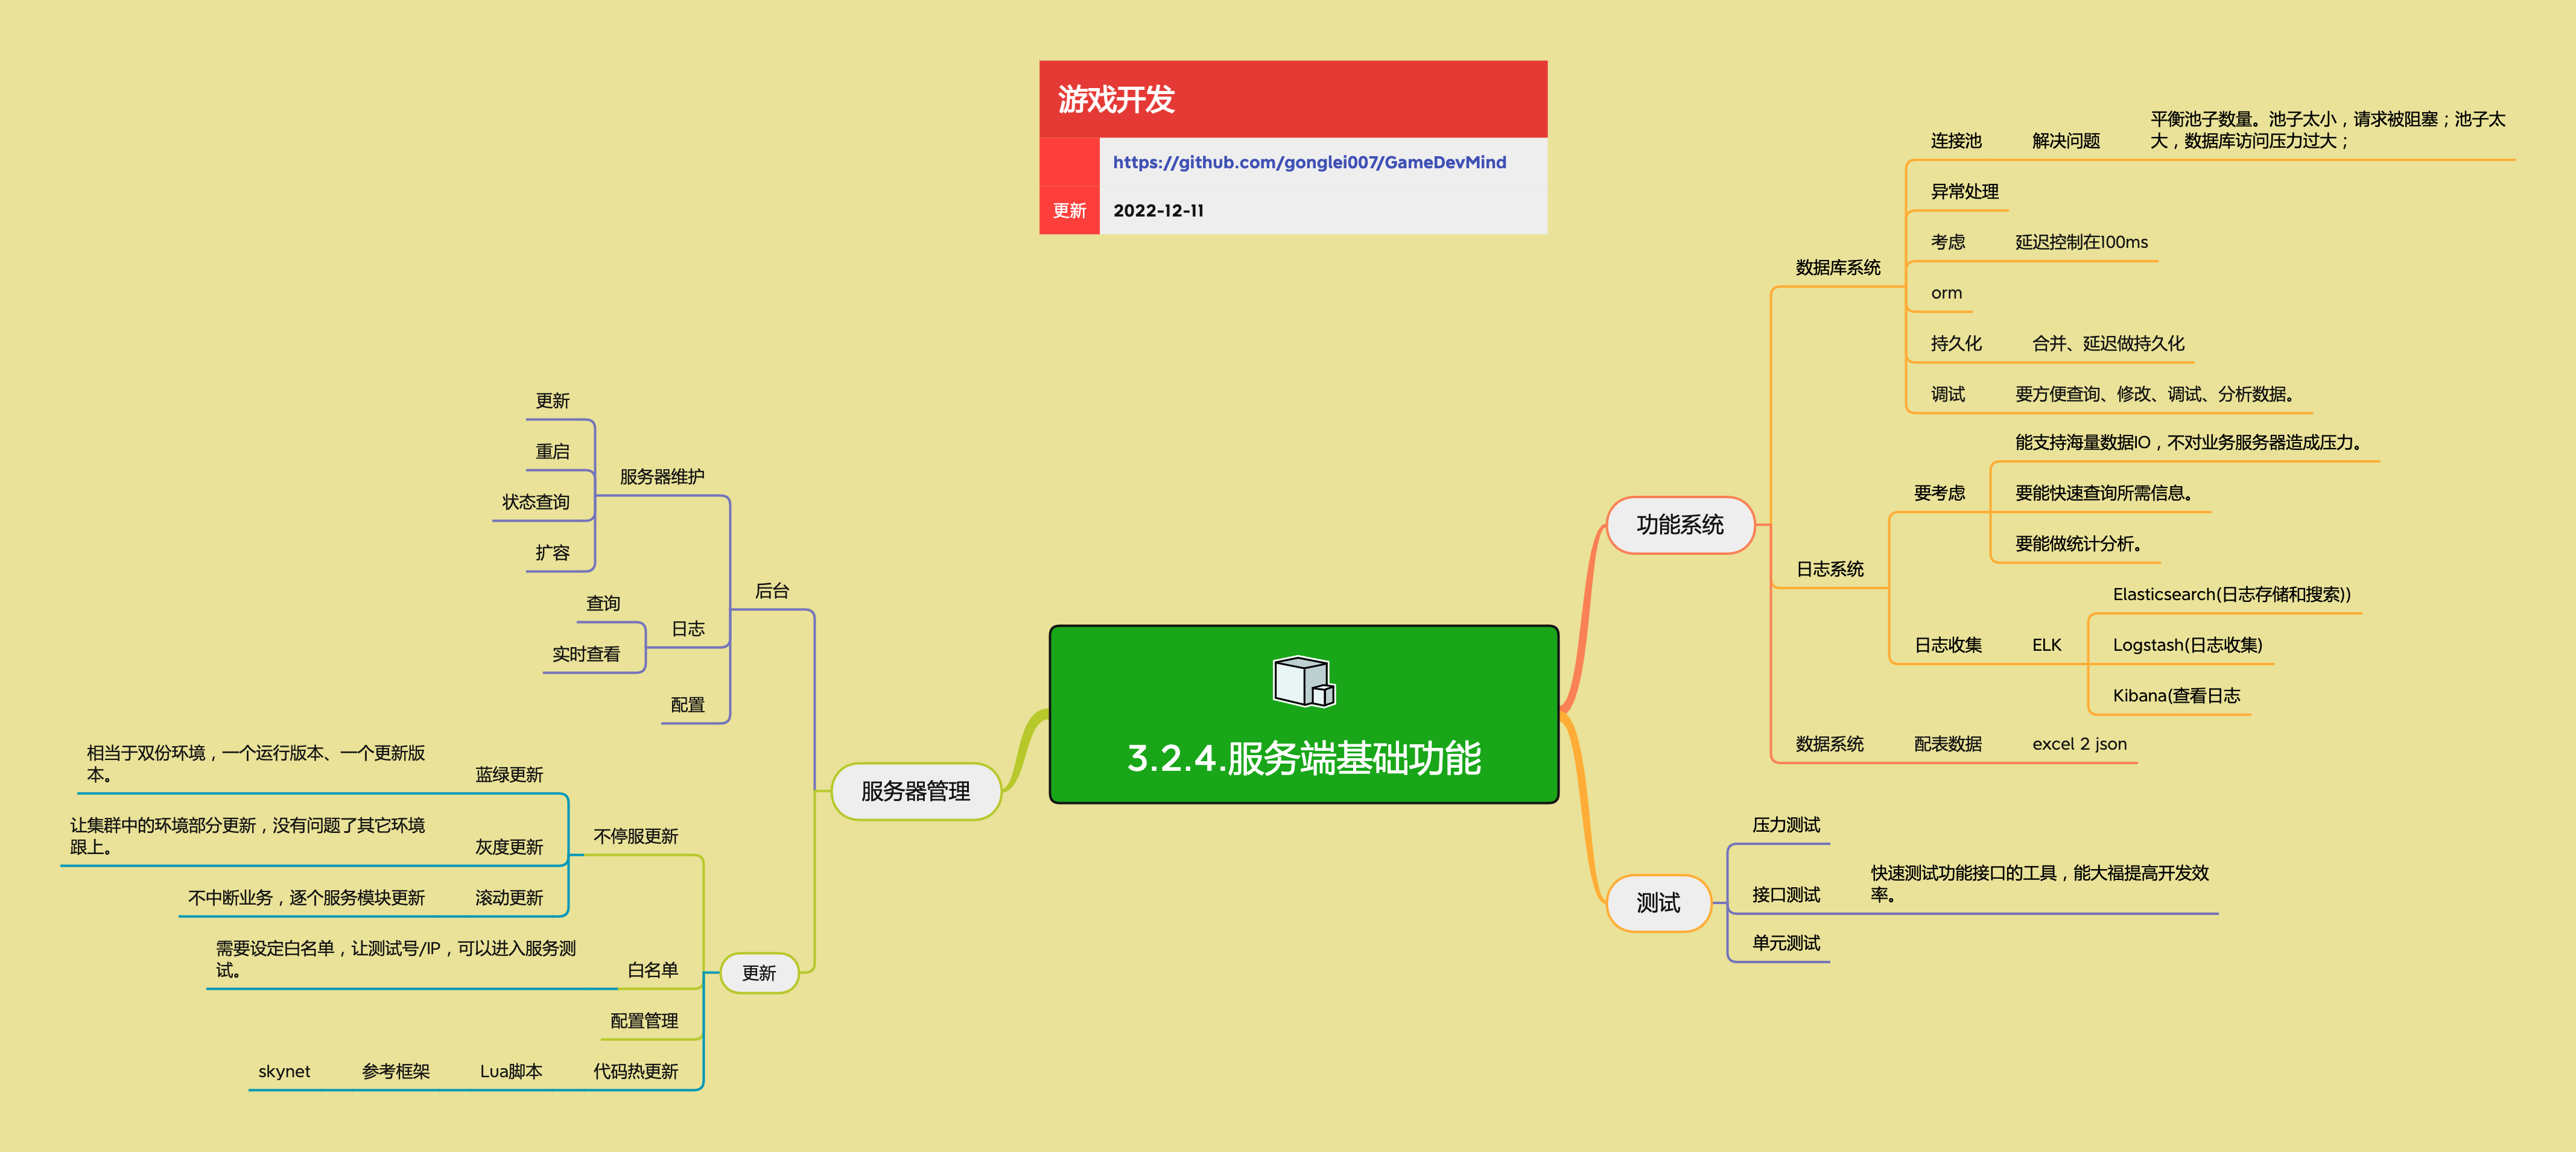 游戏开发
https://github.com/gonglei007/GameDevMind
更新
2022-12-11
3.2.4.服务端基础功能
功能系统
数据库系统
连接池
解决问题
平衡池子数量。池子太小，请求被阻塞；池子太
大，数据库访问压力过大；
异常处理
考虑
延迟控制在100ms
orm
持久化
合并、延迟做持久化
调试
要方便查询、修改、调试、分析数据。
日志系统
要考虑
能支持海量数据IO，不对业务服务器造成压力。
要能快速查询所需信息。
要能做统计分析。
日志收集
ELK
Elasticsearch(日志存储和搜索))
Logstash(日志收集)
Kibana(查看日志
数据系统
配表数据
excel 2 json
测试
压力测试
接口测试
快速测试功能接口的工具，能大福提高开发效
率。
单元测试
服务器管理
后台
服务器维护
更新
重启
状态查询
扩容
日志
查询
实时查看
配置
更新
不停服更新
蓝绿更新
相当于双份环境，一个运行版本、一个更新版
本。
灰度更新
让集群中的环境部分更新，没有问题了其它环境
跟上。
滚动更新
不中断业务，逐个服务模块更新
白名单
需要设定白名单，让测试号/IP，可以进入服务测
试。
配置管理
代码热更新
Lua脚本
参考框架
skynet